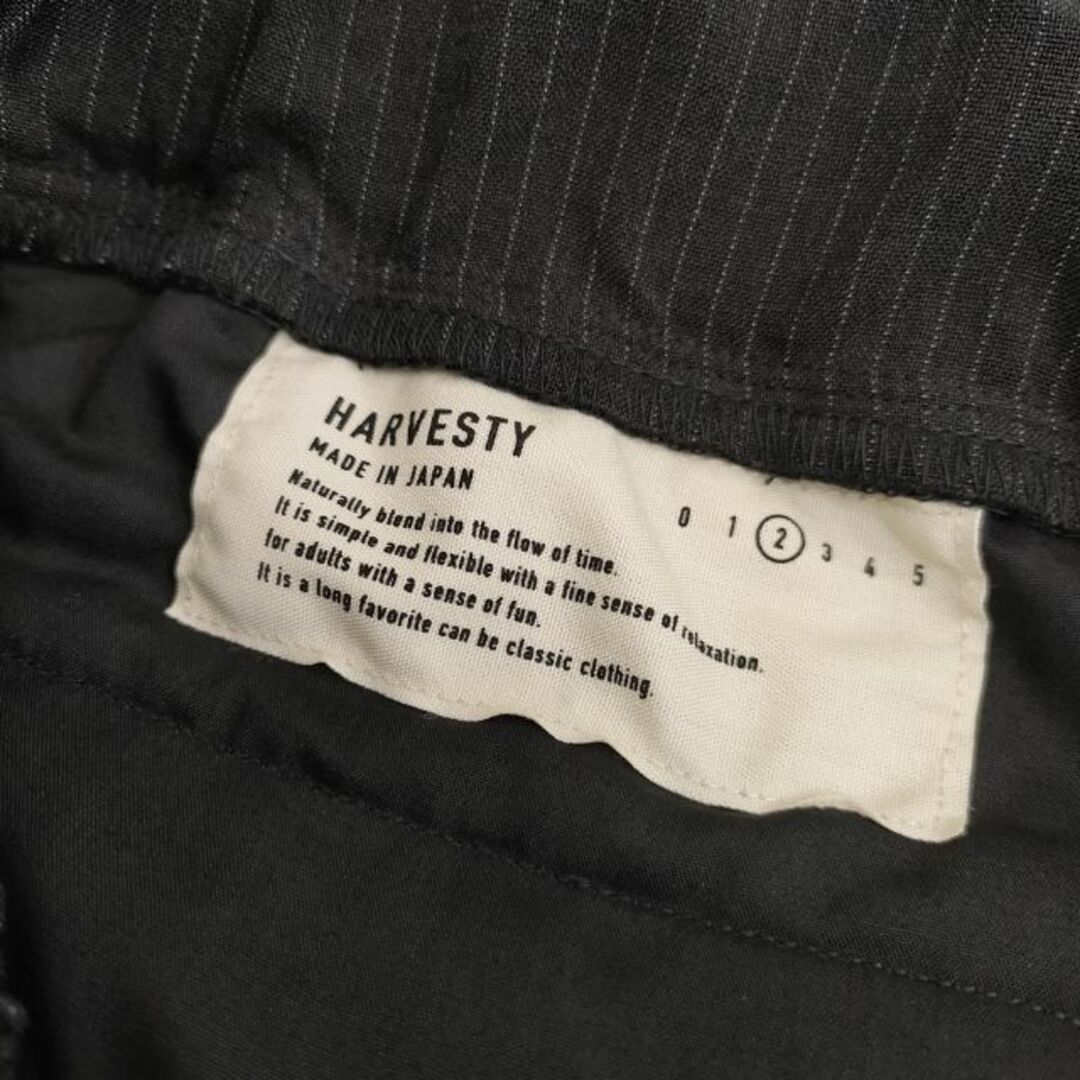 HARVESTY
MADE IN JAPAN
Naturally blend into the flow of time.
It is simple and flexible with a fine sense of relaxation.
for adults with a sense of fun.
It is a long favorite can be classic clothing.
0 1 2 3 4 5